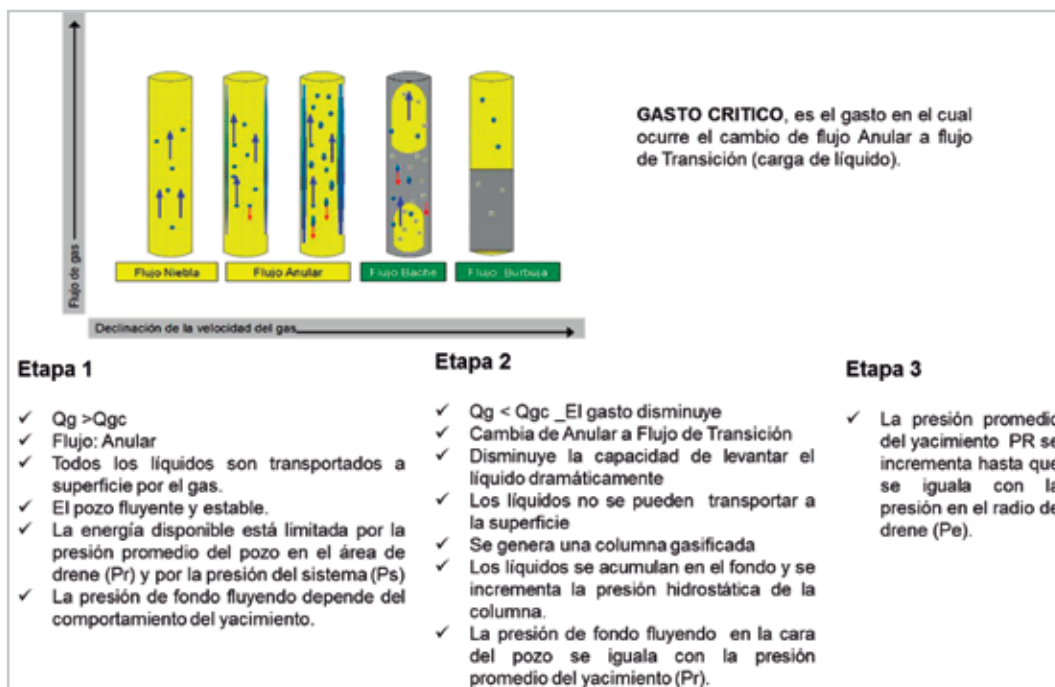 GASTO CRITICO, es el gasto en el cual
ocurre el cambio de flujo Anular a flujo
de Transición (carga de líquido).
Flujo de gas
Flujo Niebla
Flujo Anular
Flujo Bache
Flujo Burbuja
Declinación de la velocidad del gas
Etapa 1
✓ Qg >Qgc
✓ Flujo: Anular
✓ Todos los líquidos son transportados a
superficie por el gas.
✓ El pozo fluyente y estable.
✓ La energía disponible está limitada por la
presión promedio del pozo en el área de
drene (Pr) y por la presión del sistema (Ps)
✓ La presión de fondo fluyendo depende del
comportamiento del yacimiento.
Etapa 2
✓ Qg < Qgc _El gasto disminuye
✓ Cambia de Anular a Flujo de Transición
✓ Disminuye la capacidad de levantar el
líquido dramáticamente
✓ Los líquidos no se pueden transportar a
la superficie
✓ Se genera una columna gasificada
✓ Los líquidos se acumulan en el fondo y se
incrementa la presión hidrostática de la
columna.
✓ La presión de fondo fluyendo en la cara
del pozo se iguala con la presión
promedio del yacimiento (Pr).
Etapa 3
✓ La presión promedio
del yacimiento PR se
incrementa hasta que
se iguala con la
presión en el radio de
drene (Pe).